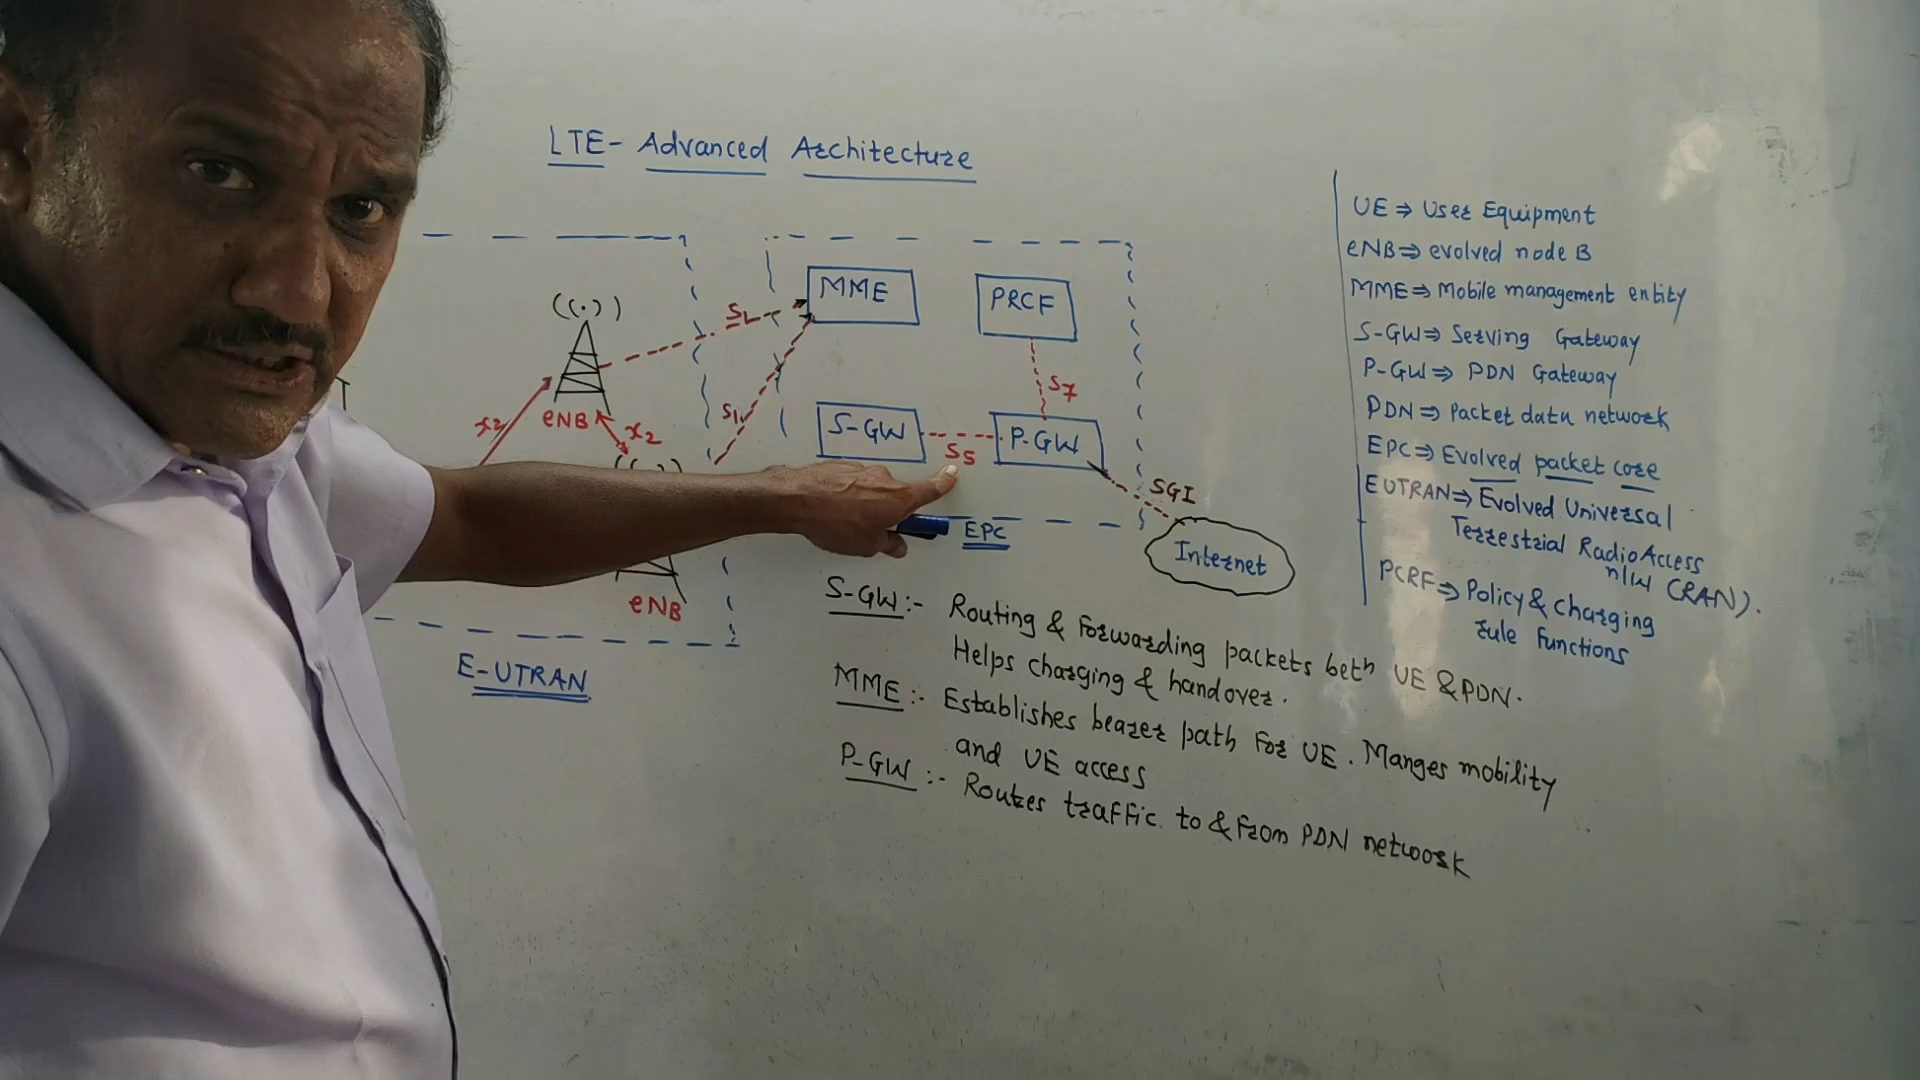 LTE- Advanced Architecture
((·))
MME
PRCF
S1
S1
S7
x2
eNB
x2
S-GW
S5
P-GW
SGI
Internet
EPC
eNB
E-UTRAN
UE ⇒ User Equipment
eNB ⇒ evolved node B
MME ⇒ Mobile management entity
S-GW ⇒ Serving Gateway
P-GW ⇒ PDN Gateway
PDN ⇒ Packet data network
EPC ⇒ Evolved packet core
EUTRAN ⇒ Evolved Universal
Terrestrial Radio Access
n/w (RAN).
PCRF ⇒ Policy & charging
rule Functions
S-GW :- Routing & Forwarding packets beth UE & PDN.
Helps charging & handover.
MME :- Establishes bearer path For UE. Manges mobility
and UE access
P-GW :- Routes traffic. to & From PDN network